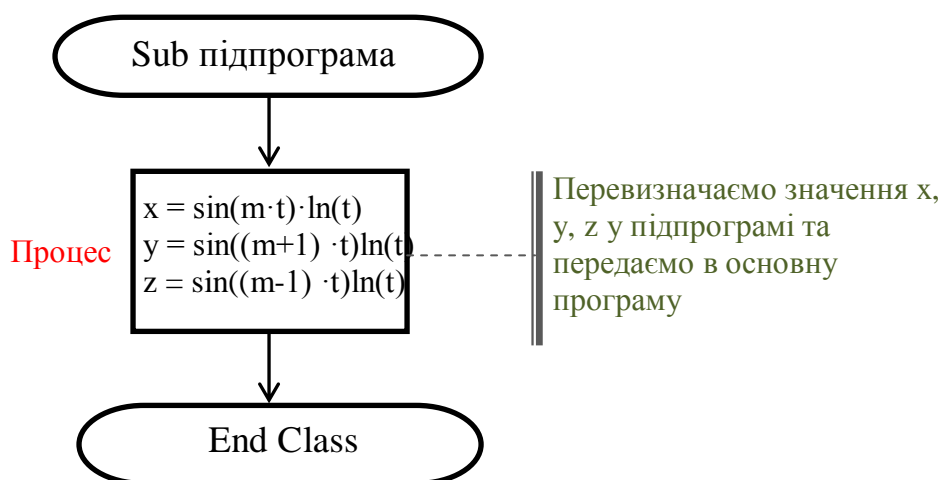 Sub підпрограма
Процес
x = sin(m·t)·ln(t)
y = sin((m+1) ·t)ln(t)
z = sin((m-1) ·t)ln(t)
Перевизначаємо значення x,
y, z у підпрограмі та
передаємо в основну
програму
End Class